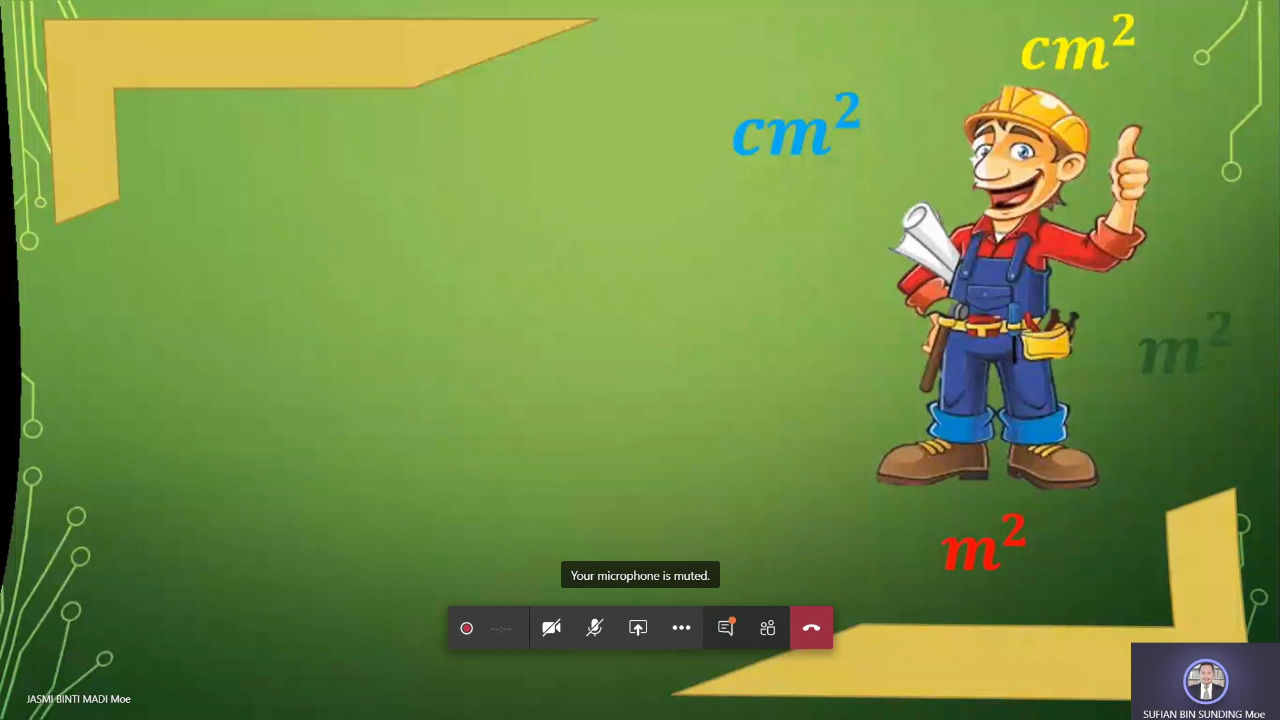 cm²
cm²
m²
m²
Your microphone is muted.
--:--
JASMI BINTI MADI Moe
SUFIAN BIN SUNDING Moe